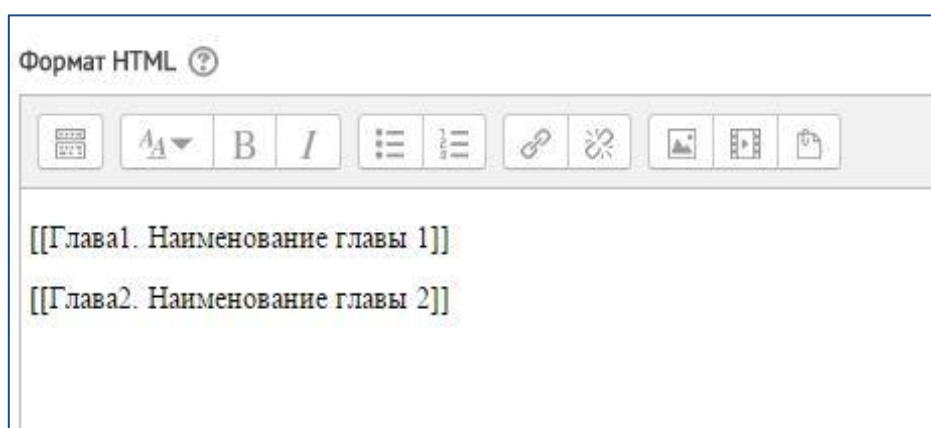 Формат HTML
[[Глава1. Наименование главы 1]]
[[Глава2. Наименование главы 2]]